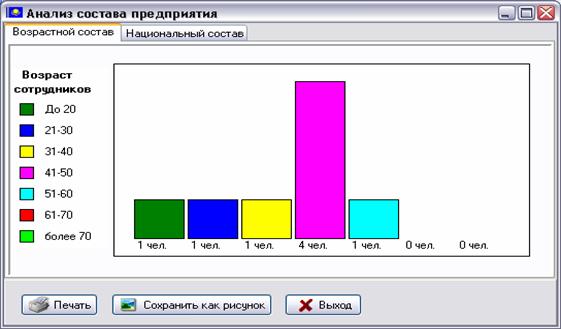 Анализ состава предприятия
Возрастной состав
Национальный состав
Возраст
сотрудников
До 20
21-30
31-40
41-50
51-60
61-70
более 70
1 чел. 1 чел. 1 чел. 4 чел. 1 чел. 0 чел. 0 чел.
Печать
Сохранить как рисунок
Выход